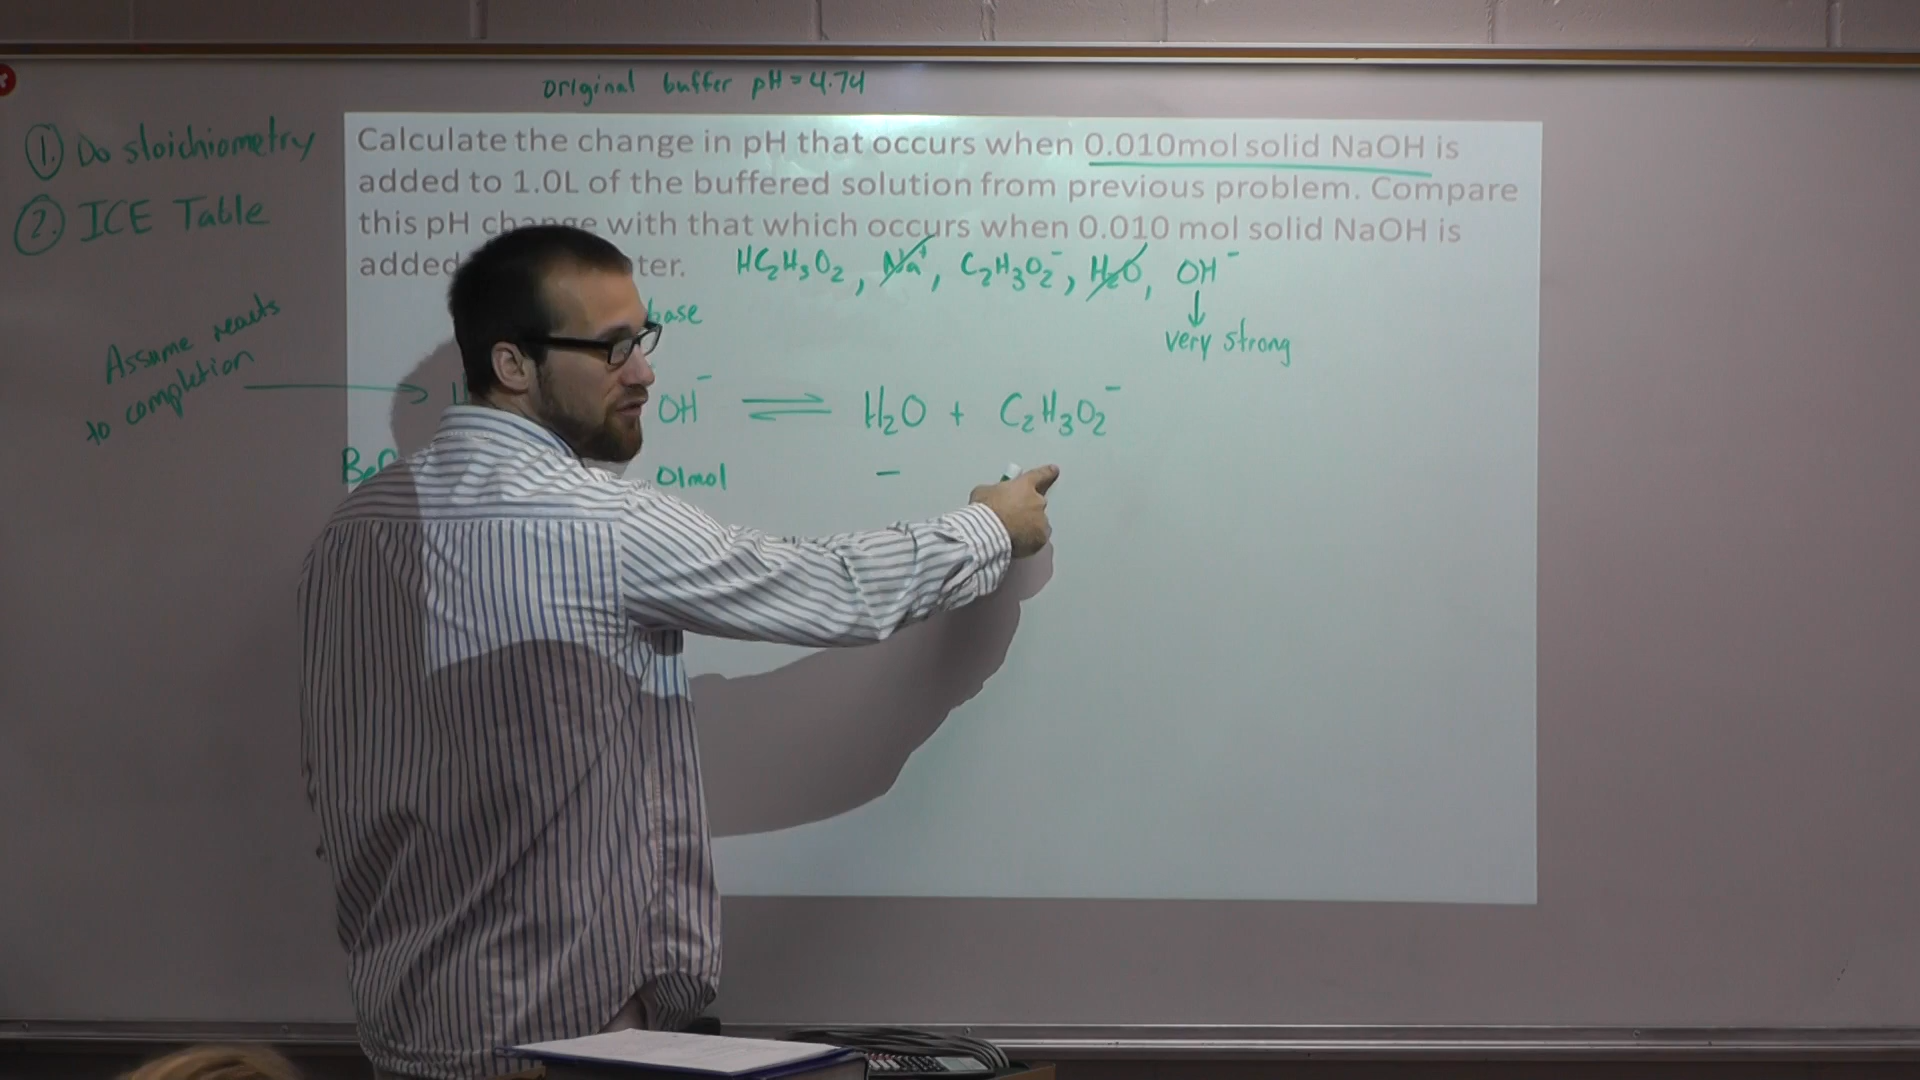 original buffer pH = 4.74
1. Do stoichiometry
2. ICE Table
Calculate the change in pH that occurs when 0.010mol solid NaOH is
added to 1.0L of the buffered solution from previous problem. Compare
this pH change with that which occurs when 0.010 mol solid NaOH is
added ter.
HC₂H₃O₂, Na⁺, C₂H₃O₂⁻, H₂O, OH⁻
base
very strong
Assume reacts
to completion
OH⁻ ⇌ H₂O + C₂H₃O₂⁻
01mol –